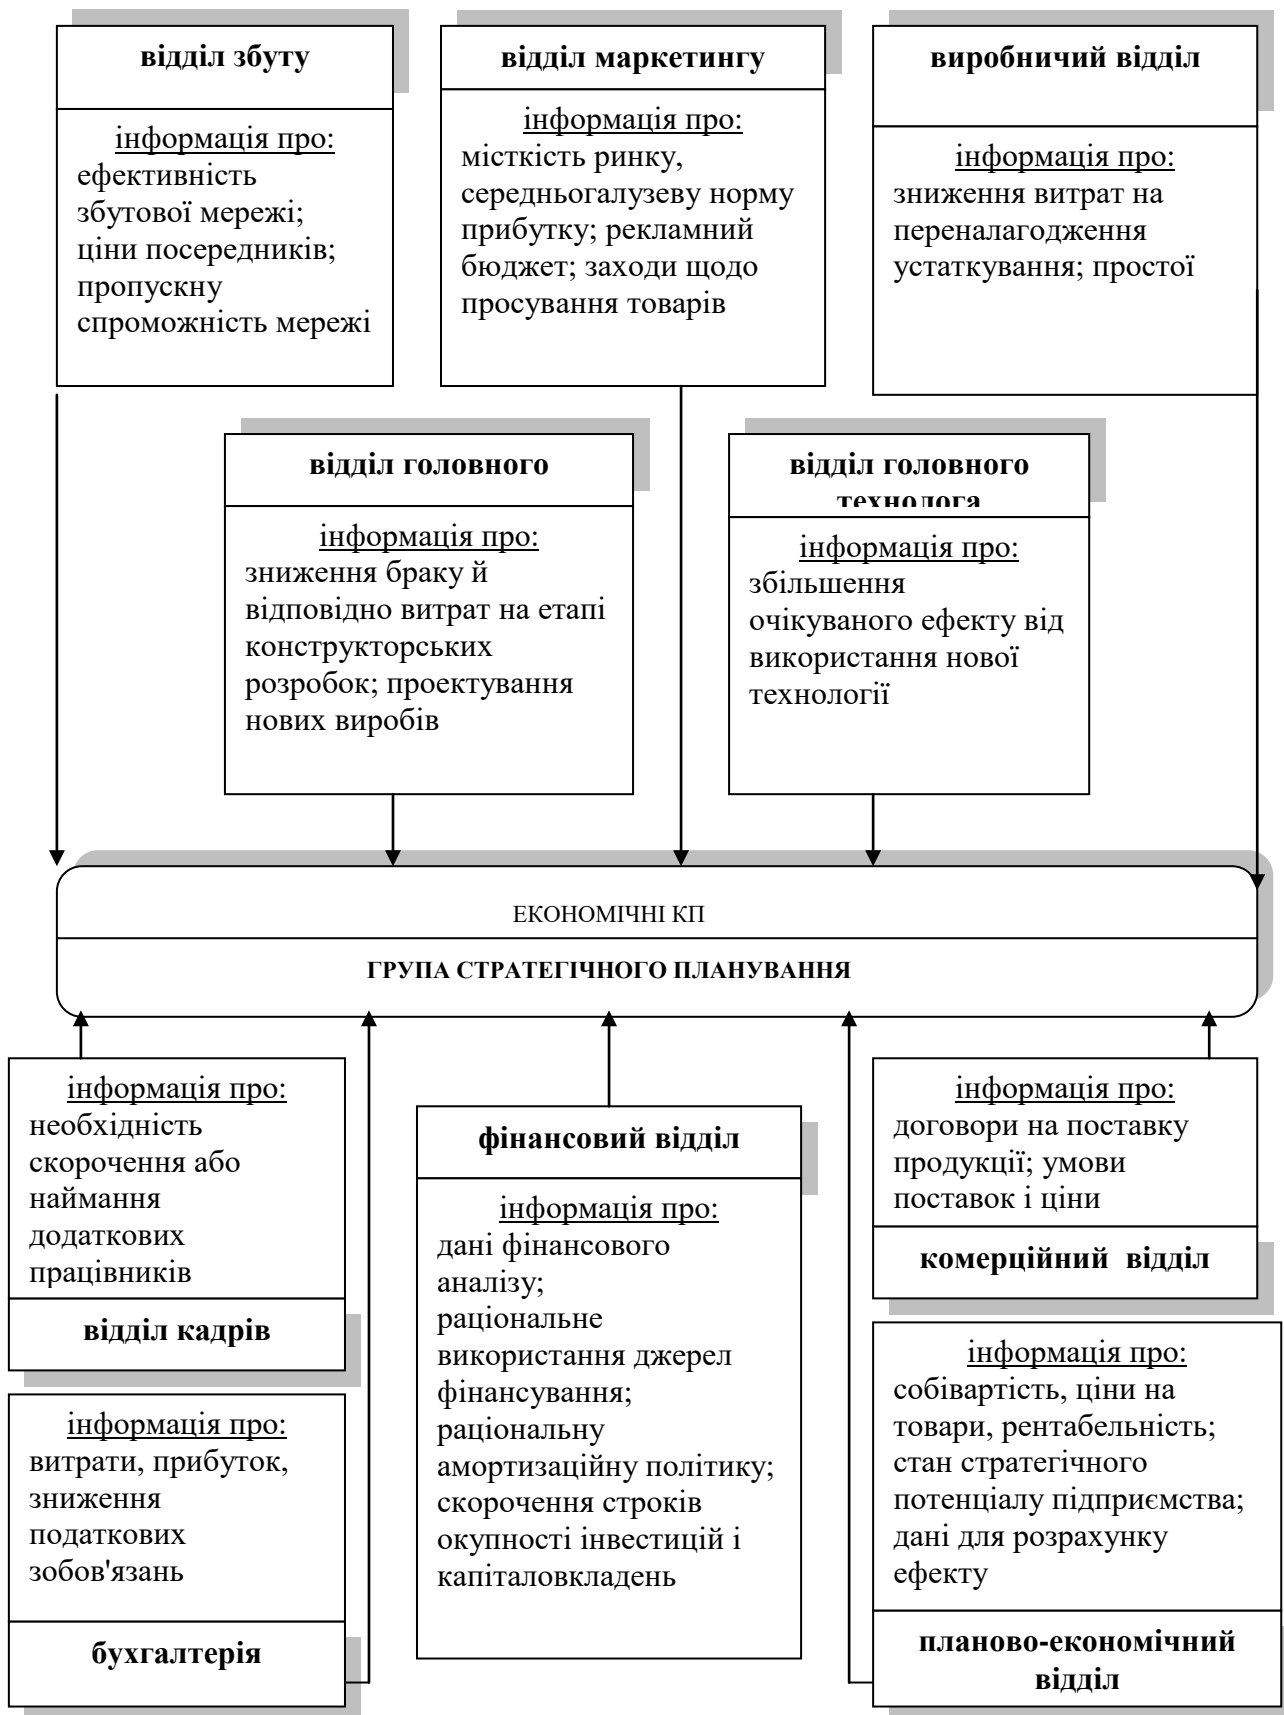 відділ збуту
інформація про:
ефективність
збутової мережі;
ціни посередників;
пропускну
спроможність мережі
відділ маркетингу
інформація про:
місткість ринку,
середньогалузеву норму
прибутку; рекламний
бюджет; заходи щодо
просування товарів
виробничий відділ
інформація про:
зниження витрат на
переналагодження
устаткування; простої
відділ головного
інформація про:
зниження браку й
відповідно витрат на етапі
конструкторських
розробок; проектування
нових виробів
відділ головного
технолога
інформація про:
збільшення
очікуваного ефекту від
використання нової
технології
ЕКОНОМІЧНІ КП
ГРУПА СТРАТЕГІЧНОГО ПЛАНУВАННЯ
інформація про:
необхідність
скорочення або
наймання
додаткових
працівників
відділ кадрів
інформація про:
витрати, прибуток,
зниження
податкових
зобов'язань
бухгалтерія
фінансовий відділ
інформація про:
дані фінансового
аналізу;
раціональне
використання джерел
фінансування;
раціональну
амортизаційну політику;
скорочення строків
окупності інвестицій і
капіталовкладень
інформація про:
договори на поставку
продукції; умови
поставок і ціни
комерційний відділ
інформація про:
собівартість, ціни на
товари, рентабельність;
стан стратегічного
потенціалу підприємства;
дані для розрахунку
ефекту
планово-економічний
відділ